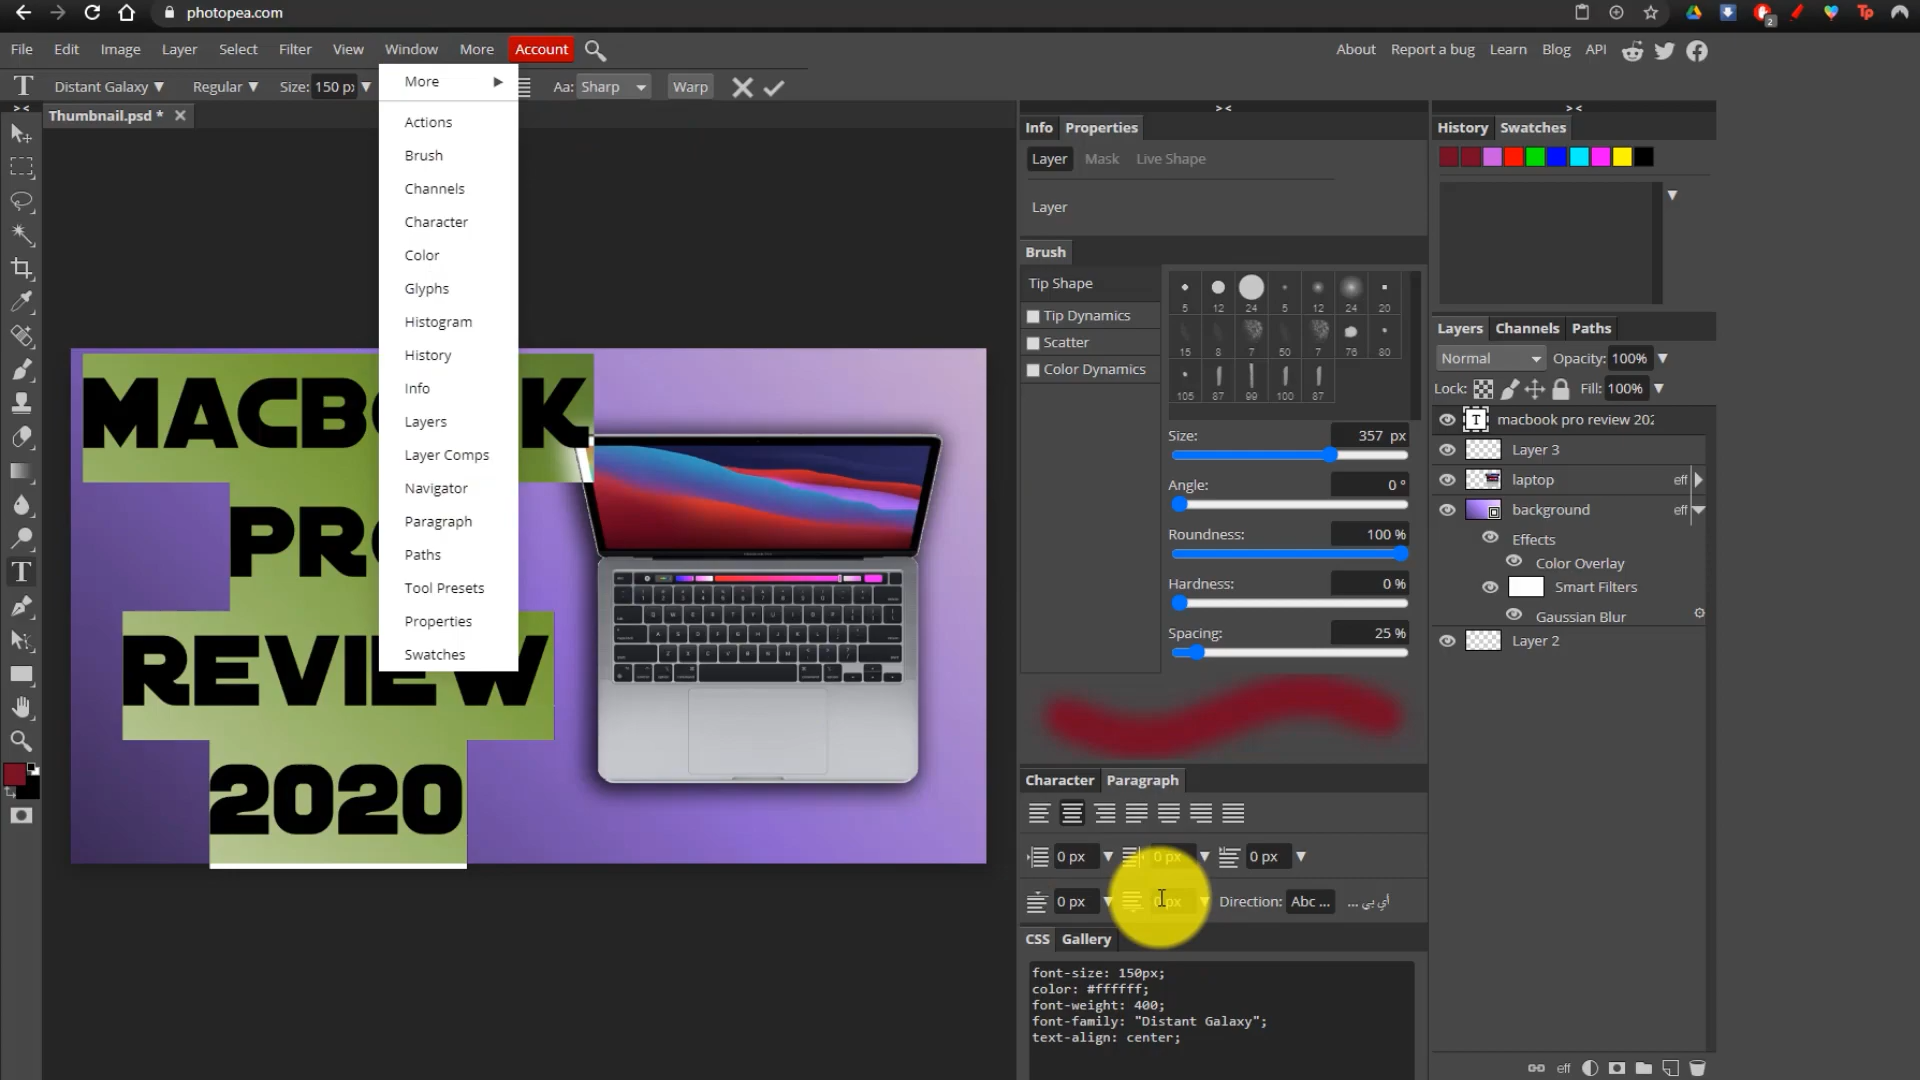 photopea.com
2
Tp
File Edit Image Layer Select Filter View Window More Account
About Report a bug Learn Blog API
Distant Galaxy Regular Size: 150 px Aa: Sharp Warp
Thumbnail.psd *
More
Actions
Brush
Channels
Character
Color
Glyphs
Histogram
History
Info
Layers
Layer Comps
Navigator
Paragraph
Paths
Tool Presets
Properties
Swatches
REVIEW
2020
Info Properties
Layer Mask Live Shape
Layer
Brush
Tip Shape
Tip Dynamics
Scatter
Color Dynamics
5 12 24 5 12 24 20
15 8 7 50 7 76 80
105 87 99 100 87
Size: 357 px
Angle: 0 °
Roundness: 100 %
Hardness: 0 %
Spacing: 25 %
Character Paragraph
0 px 0 px 0 px
0 px 0 px Direction: Abc ... أي بي ...
CSS Gallery
font-size: 150px;
color: #ffffff;
font-weight: 400;
font-family: "Distant Galaxy";
text-align: center;
History Swatches
Layers Channels Paths
Normal Opacity: 100%
Lock: Fill: 100%
T macbook pro review 202
Layer 3
laptop eff
background eff
Effects
Color Overlay
Smart Filters
Gaussian Blur
Layer 2
eff